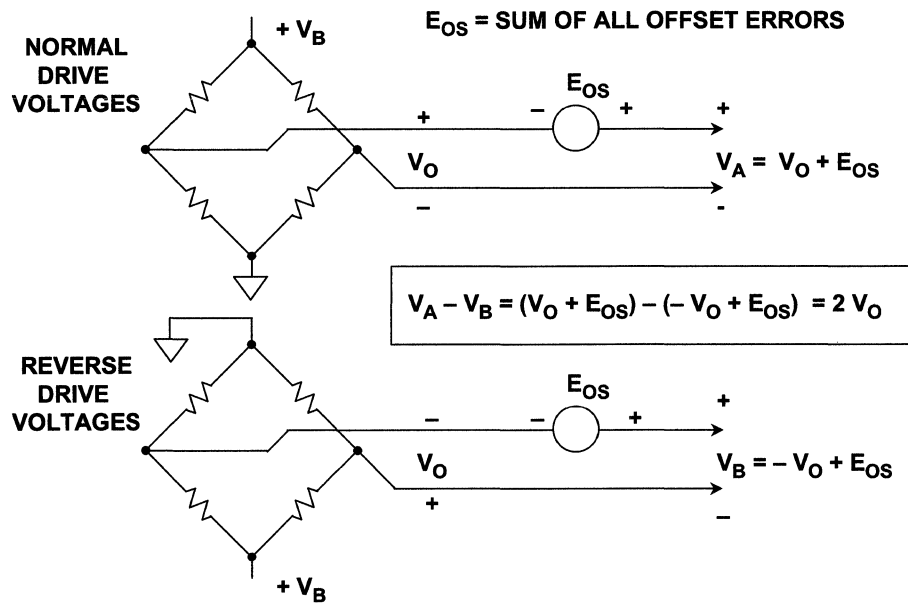 + VB
EOS = SUM OF ALL OFFSET ERRORS
NORMAL
DRIVE
VOLTAGES
EOS
+
–
+
+
VO
VA = VO + EOS
–
-
VA – VB = (VO + EOS) – (– VO + EOS) = 2 VO
REVERSE
DRIVE
VOLTAGES
EOS
–
–
+
+
VO
VB = – VO + EOS
+
–
+ VB